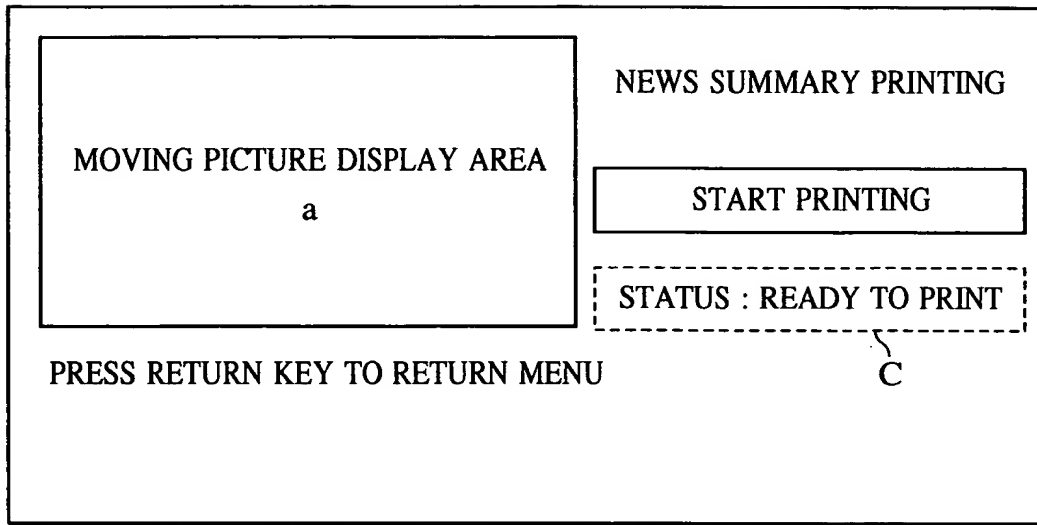 MOVING PICTURE DISPLAY AREA
a
NEWS SUMMARY PRINTING
START PRINTING
STATUS : READY TO PRINT
C
PRESS RETURN KEY TO RETURN MENU